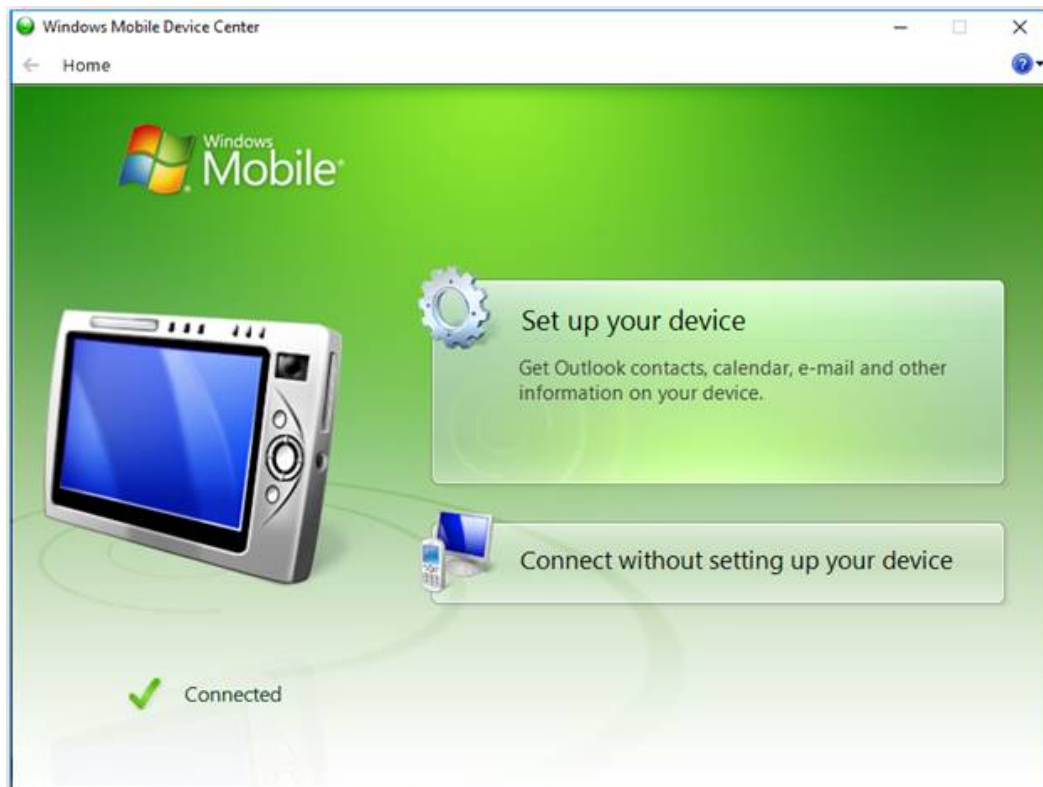 Windows Mobile Device Center
Home
Windows
Mobile
Set up your device
Get Outlook contacts, calendar, e-mail and other
information on your device.
Connect without setting up your device
Connected